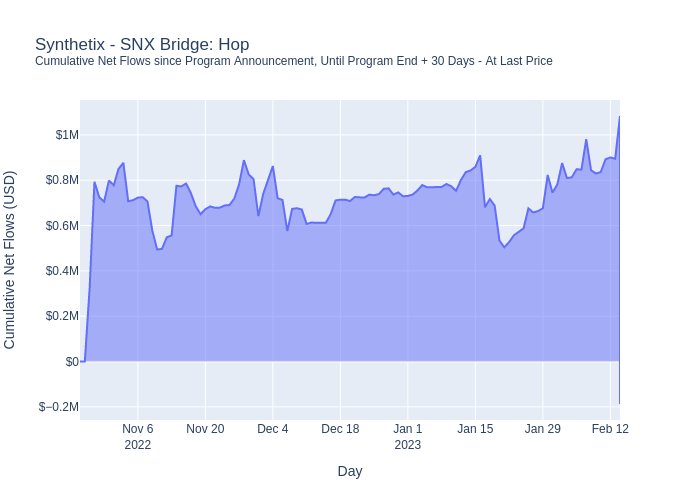 Synthetix - SNX Bridge: Hop
Cumulative Net Flows since Program Announcement, Until Program End + 30 Days - At Last Price
Cumulative Net Flows (USD)
$1M
$0.8M
$0.6M
$0.4M
$0.2M
$0
$−0.2M
Nov 6
2022
Nov 20
Dec 4
Dec 18
Jan 1
2023
Jan 15
Jan 29
Feb 12
Day